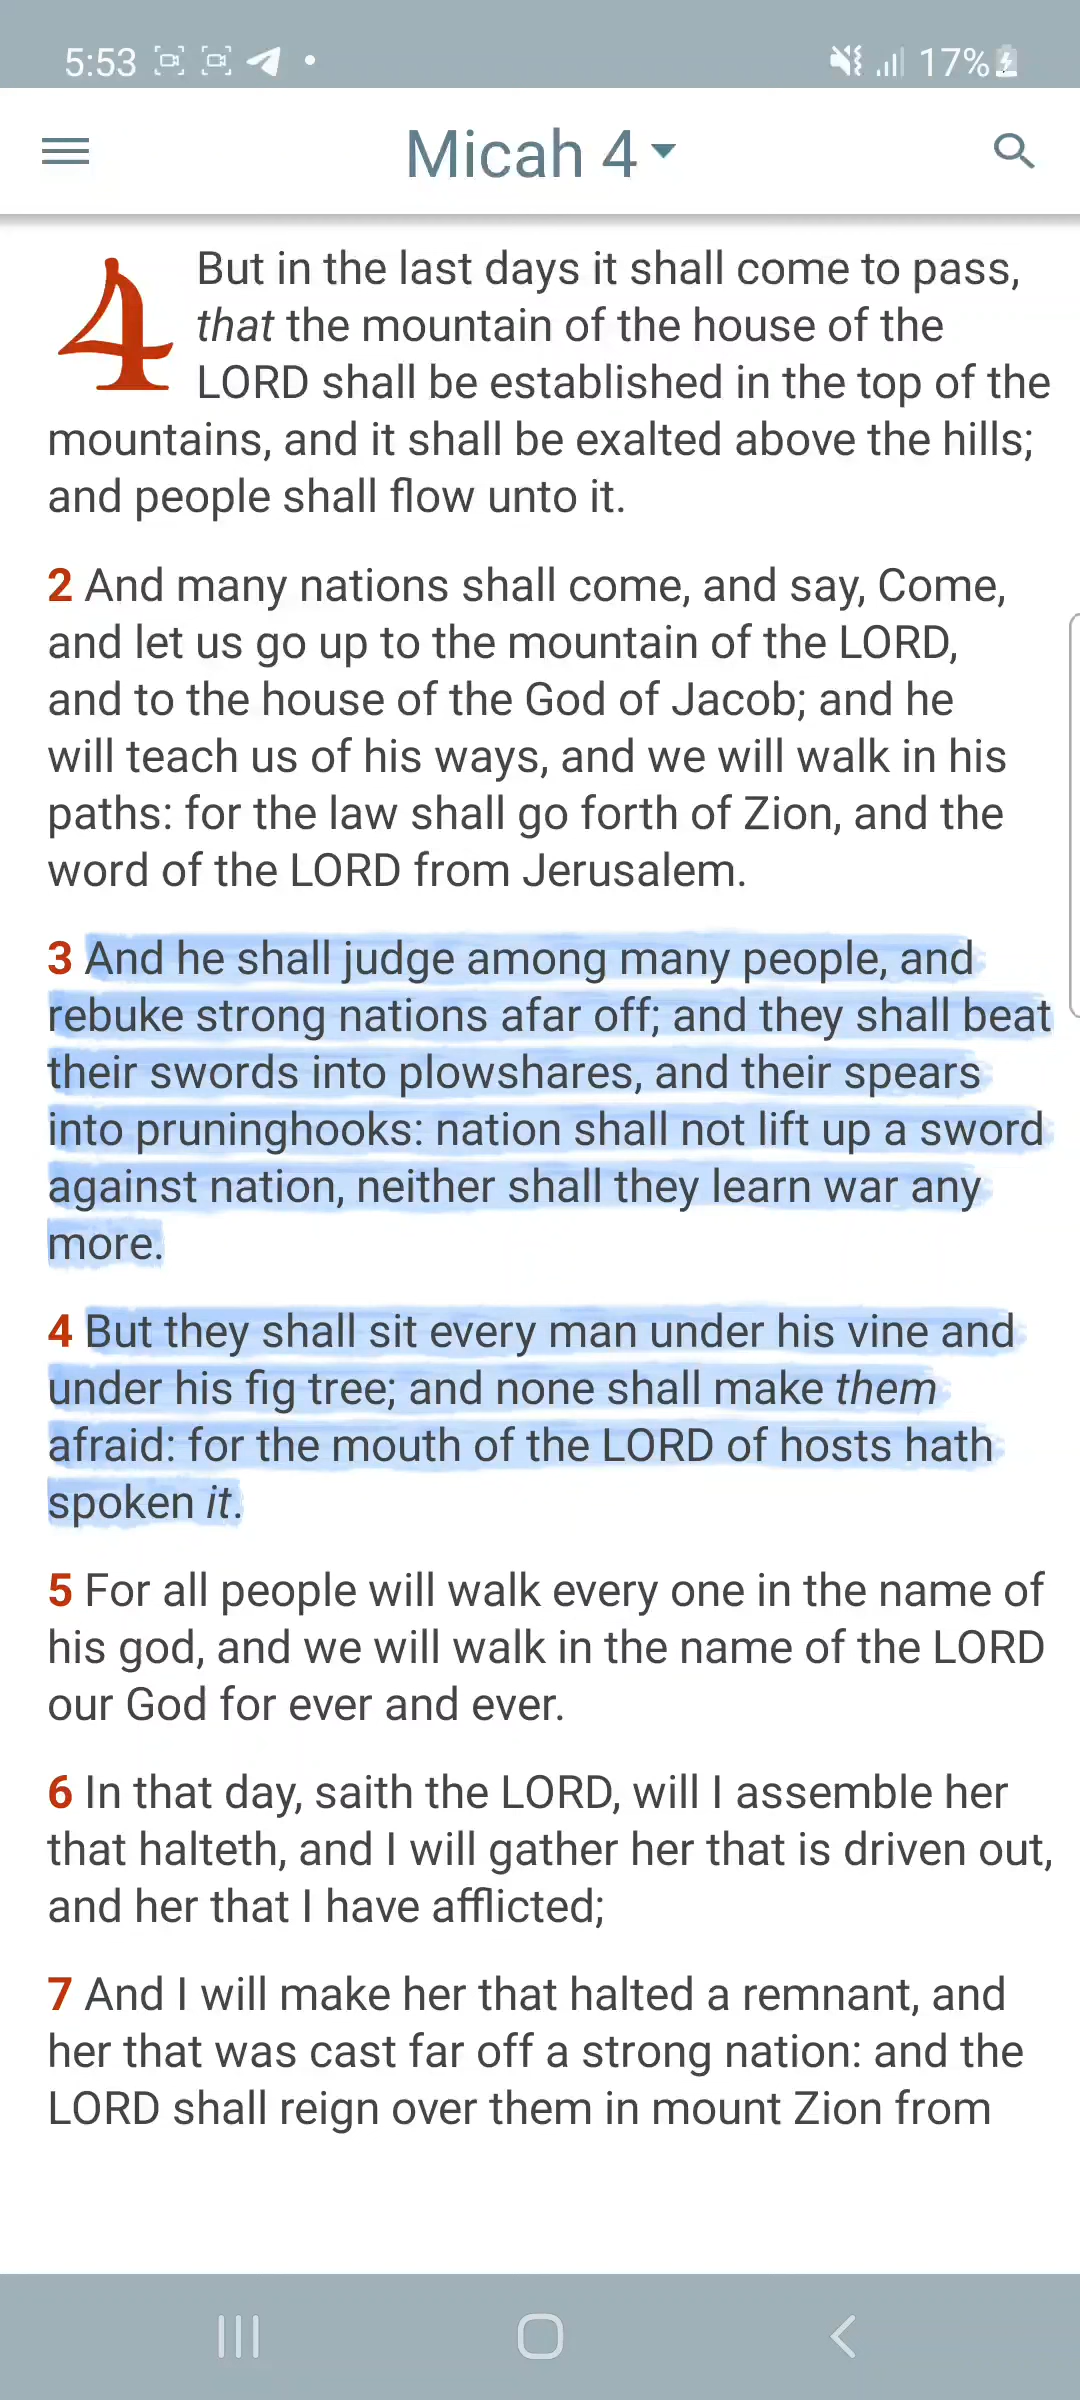 5:53
17%
Micah 4
4 But in the last days it shall come to pass,
that the mountain of the house of the
LORD shall be established in the top of the
mountains, and it shall be exalted above the hills;
and people shall flow unto it.
2 And many nations shall come, and say, Come,
and let us go up to the mountain of the LORD,
and to the house of the God of Jacob; and he
will teach us of his ways, and we will walk in his
paths: for the law shall go forth of Zion, and the
word of the LORD from Jerusalem.
3 And he shall judge among many people, and
rebuke strong nations afar off; and they shall beat
their swords into plowshares, and their spears
into pruninghooks: nation shall not lift up a sword
against nation, neither shall they learn war any
more.
4 But they shall sit every man under his vine and
under his fig tree; and none shall make them
afraid: for the mouth of the LORD of hosts hath
spoken it.
5 For all people will walk every one in the name of
his god, and we will walk in the name of the LORD
our God for ever and ever.
6 In that day, saith the LORD, will I assemble her
that halteth, and I will gather her that is driven out,
and her that I have afflicted;
7 And I will make her that halted a remnant, and
her that was cast far off a strong nation: and the
LORD shall reign over them in mount Zion from